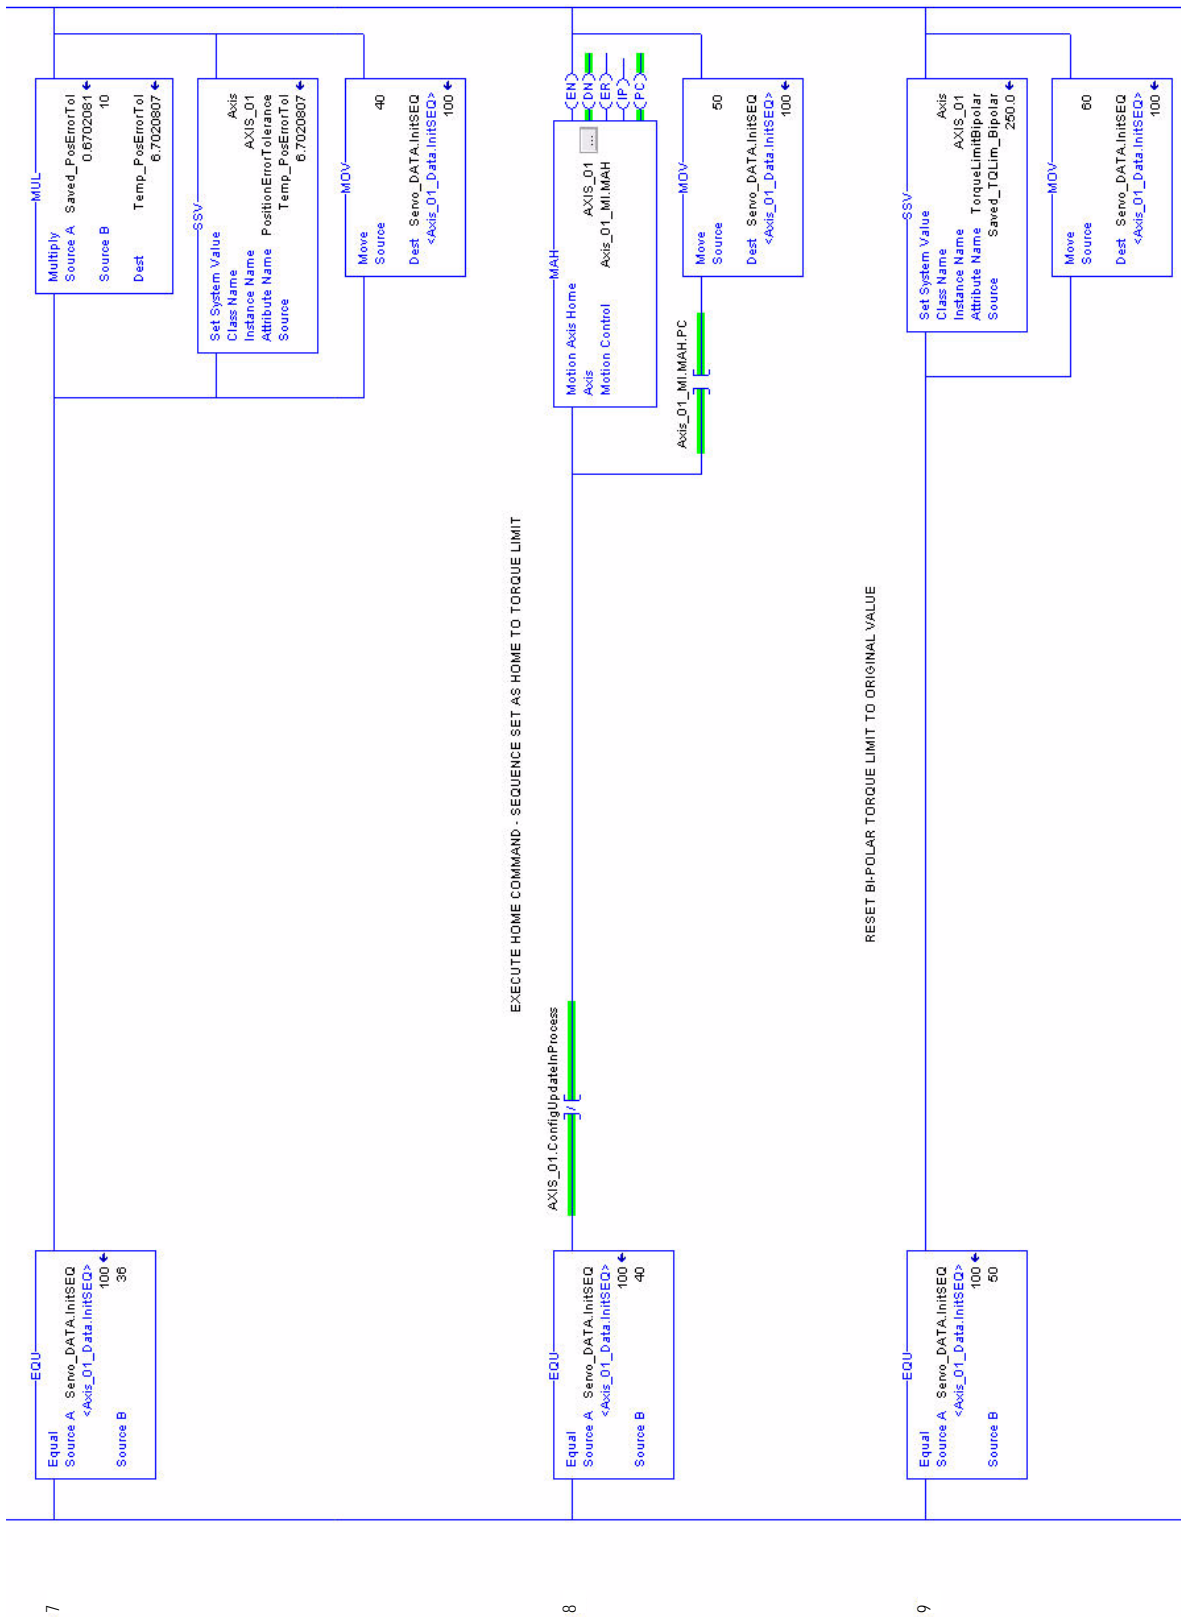 7
EQU
Equal
Source A Servo_DATA.InitSEQ
<Axis_01_Data.InitSEQ>
100
Source B 36
MUL
Multiply
Source A Saved_PosErrorTol
0.6702081
Source B 10
Dest Temp_PosErrorTol
6.7020807
SSV
Set System Value
Class Name Axis
Instance Name AXIS_01
Attribute Name PositionErrorTolerance
Source Temp_PosErrorTol
6.7020807
MOV
Move
Source 40
Dest Servo_DATA.InitSEQ
<Axis_01_Data.InitSEQ>
100
EXECUTE HOME COMMAND - SEQUENCE SET AS HOME TO TORQUE LIMIT
8
EQU
Equal
Source A Servo_DATA.InitSEQ
<Axis_01_Data.InitSEQ>
100
Source B 40
AXIS_01.ConfigUpdateInProcess
/
MAH
Motion Axis Home
Axis AXIS_01 ...
Motion Control Axis_01_MI.MAH
EN
DN
ER
IP
PC
Axis_01_MI.MAH.PC
MOV
Move
Source 50
Dest Servo_DATA.InitSEQ
<Axis_01_Data.InitSEQ>
100
RESET BI-POLAR TORQUE LIMIT TO ORIGINAL VALUE
9
EQU
Equal
Source A Servo_DATA.InitSEQ
<Axis_01_Data.InitSEQ>
100
Source B 50
SSV
Set System Value
Class Name Axis
Instance Name AXIS_01
Attribute Name TorqueLimitBipolar
Source Saved_TQLim_Bipolar
250.0
MOV
Move
Source 60
Dest Servo_DATA.InitSEQ
<Axis_01_Data.InitSEQ>
100